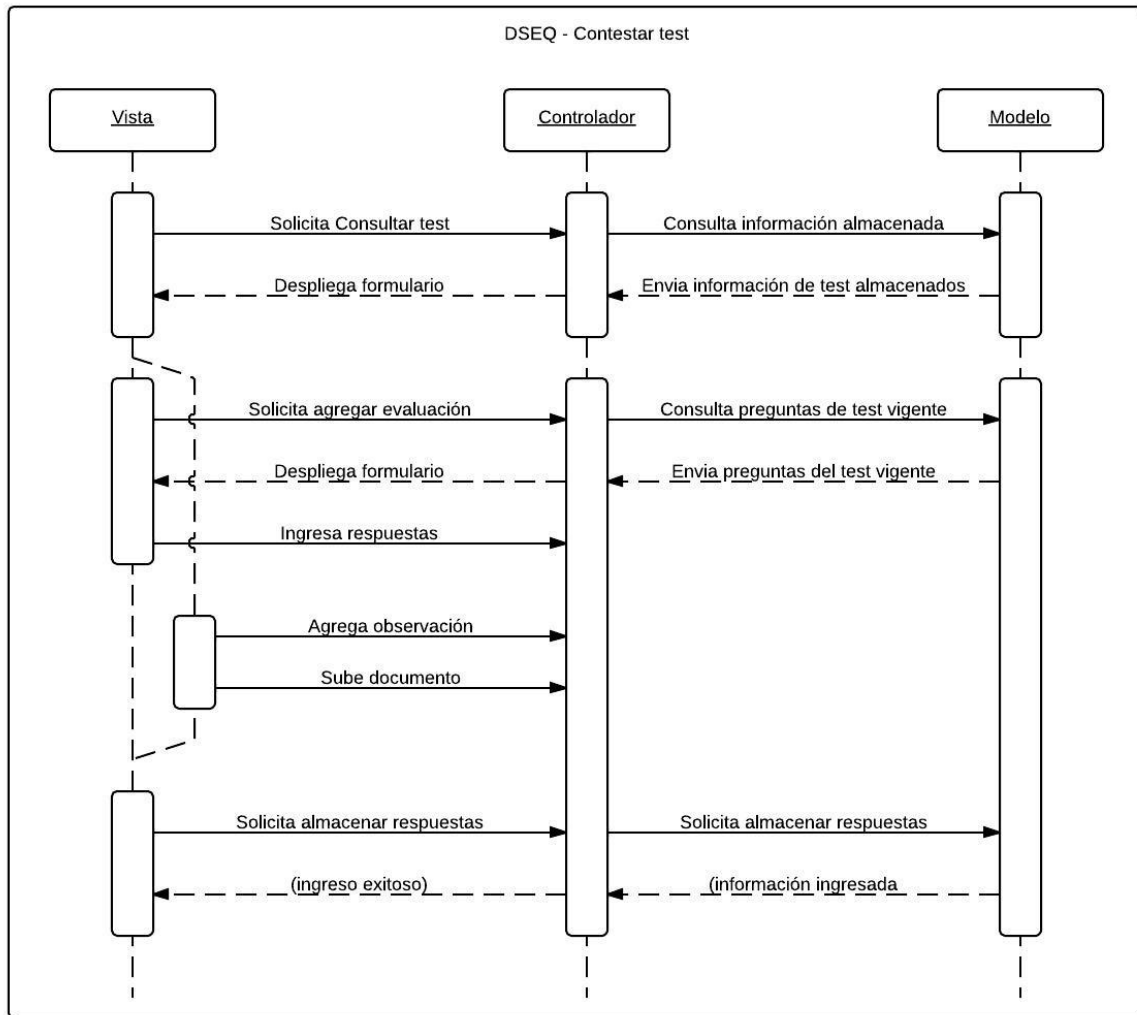 DSEQ - Contestar test
Vista
Controlador
Modelo
Solicita Consultar test
Consulta información almacenada
Despliega formulario
Envia información de test almacenados
Solicita agregar evaluación
Consulta preguntas de test vigente
Despliega formulario
Envia preguntas del test vigente
Ingresa respuestas
Agrega observación
Sube documento
Solicita almacenar respuestas
Solicita almacenar respuestas
(ingreso exitoso)
(información ingresada